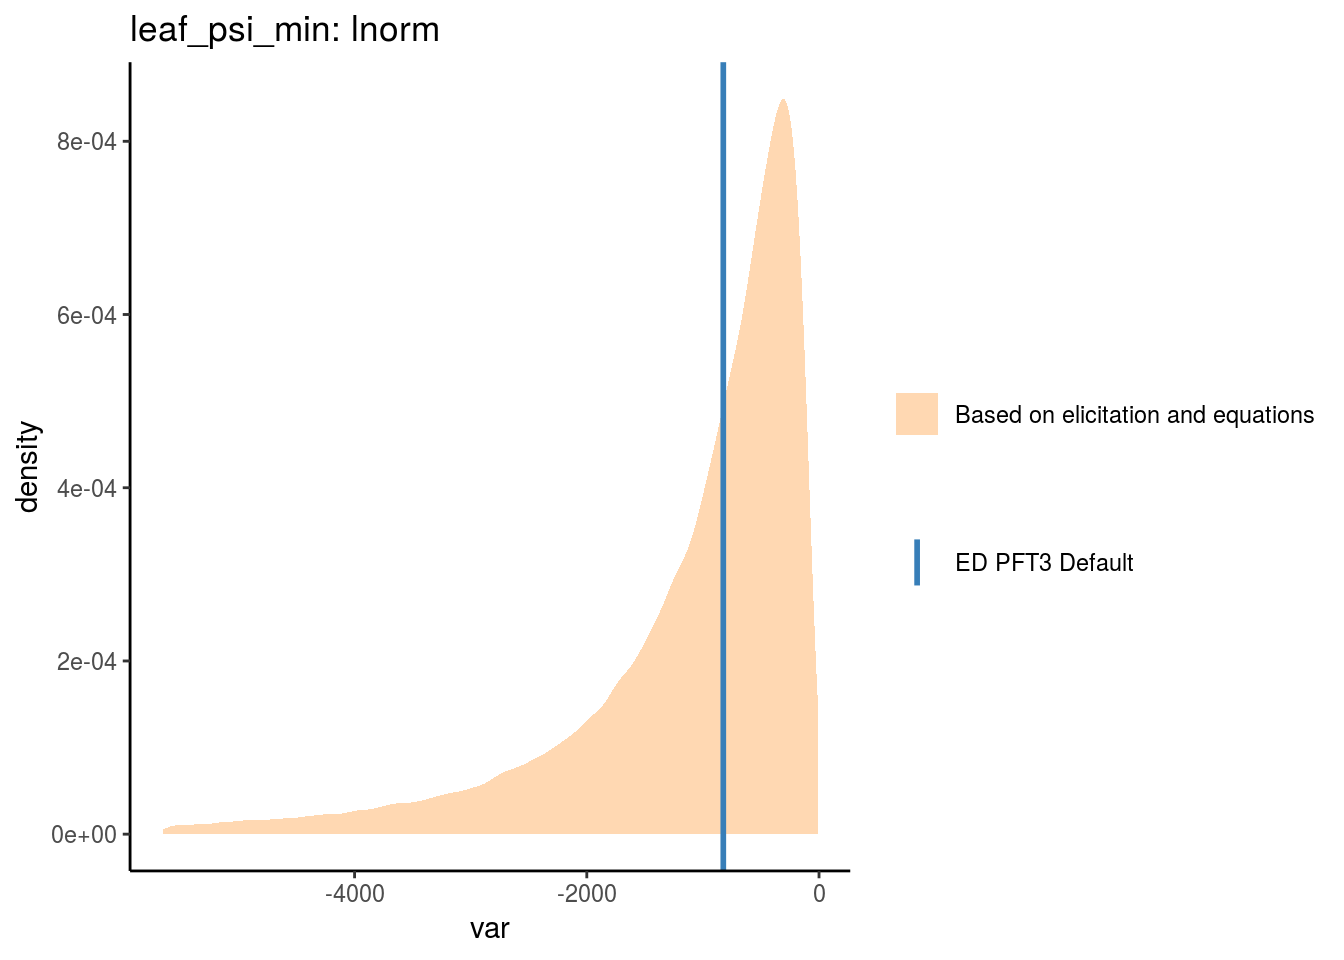 leaf_psi_min: lnorm
8e-04
6e-04
4e-04
2e-04
0e+00
density
-4000
-2000
0
var
Based on elicitation and equations
ED PFT3 Default